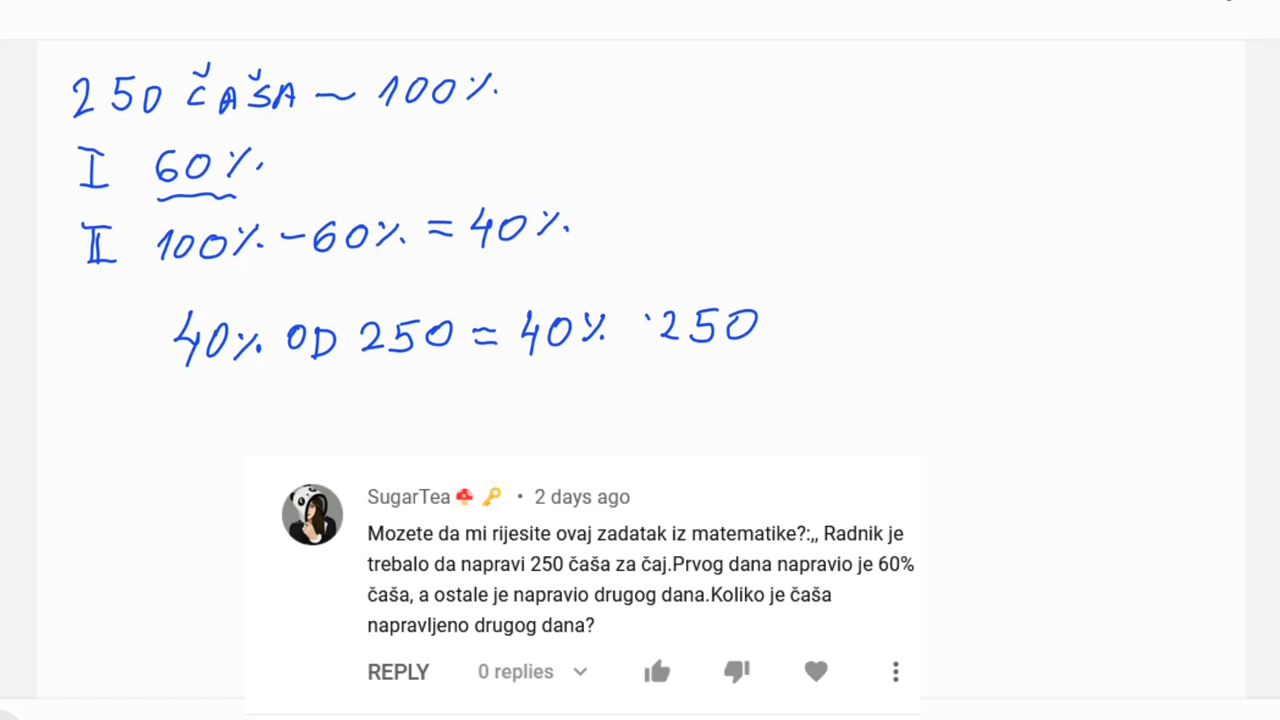 250 ČAŠA ~ 100%
I 60%
II 100% - 60% = 40%
40% OD 250 = 40% · 250
SugarTea 🍄 🔑 • 2 days ago
Mozete da mi rijesite ovaj zadatak iz matematike?:,, Radnik je
trebalo da napravi 250 čaša za čaj.Prvog dana napravio je 60%
čaša, a ostale je napravio drugog dana.Koliko je čaša
napravljeno drugog dana?
REPLY 0 replies